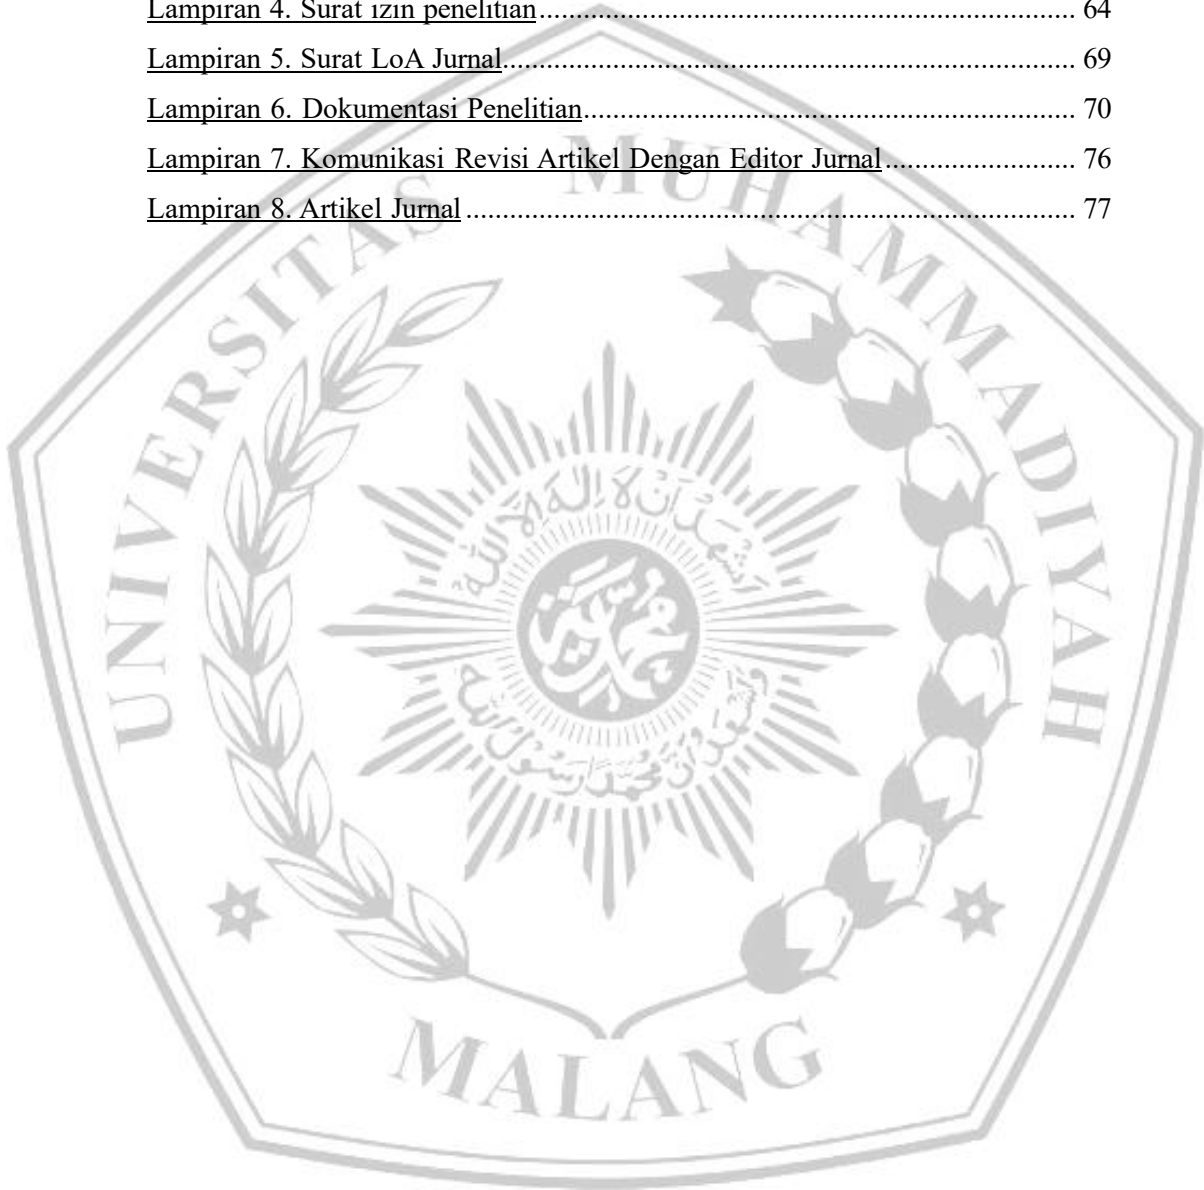 Lampiran 4. Surat izin penelitian.......................................................................................... 64
Lampiran 5. Surat LoA Jurnal................................................................................................ 69
Lampiran 6. Dokumentasi Penelitian.................................................................................... 70
Lampiran 7. Komunikasi Revisi Artikel Dengan Editor Jurnal................................ 76
Lampiran 8. Artikel Jurnal...................................................................................................... 77
UNIVERSITAS MUHAMMADIYAH
MALANG